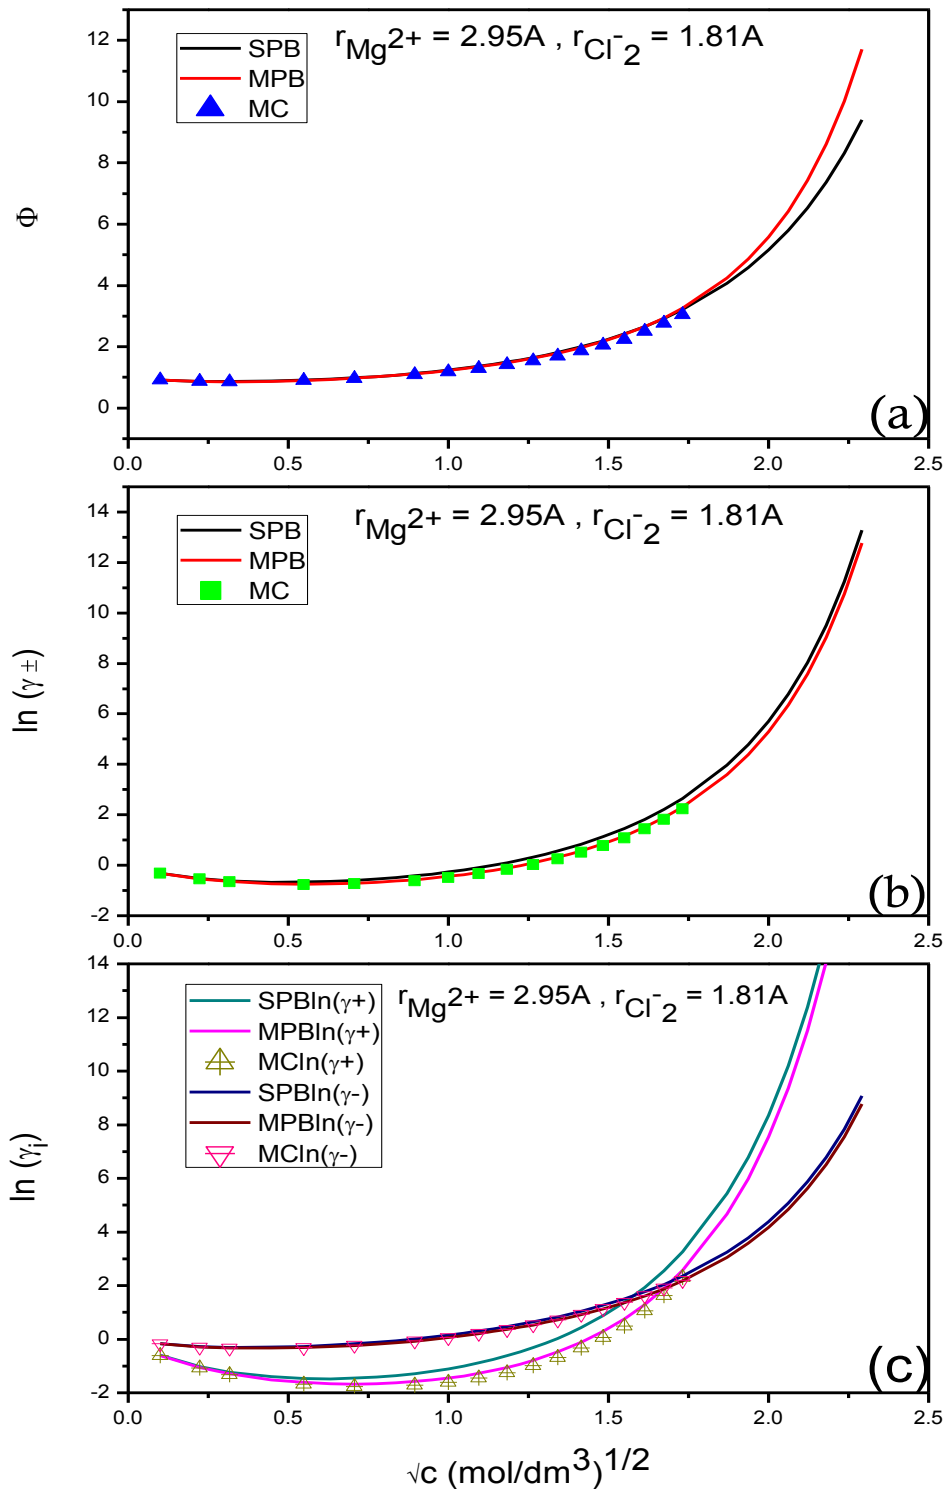 r_Mg2+ = 2.95A , r_Cl-2 = 1.81A
SPB
MPB
MC
12
10
8
6
4
2
0
Φ
(a)
0.0 0.5 1.0 1.5 2.0 2.5
r_Mg2+ = 2.95A , r_Cl-2 = 1.81A
SPB
MPB
MC
14
12
10
8
6
4
2
0
-2
ln (γ ±)
(b)
0.0 0.5 1.0 1.5 2.0 2.5
r_Mg2+ = 2.95A , r_Cl-2 = 1.81A
SPBln(γ+)
MPBln(γ+)
MCln(γ+)
SPBln(γ-)
MPBln(γ-)
MCln(γ-)
14
12
10
8
6
4
2
0
-2
ln (γi)
(c)
0.0 0.5 1.0 1.5 2.0 2.5
√c (mol/dm3)1/2